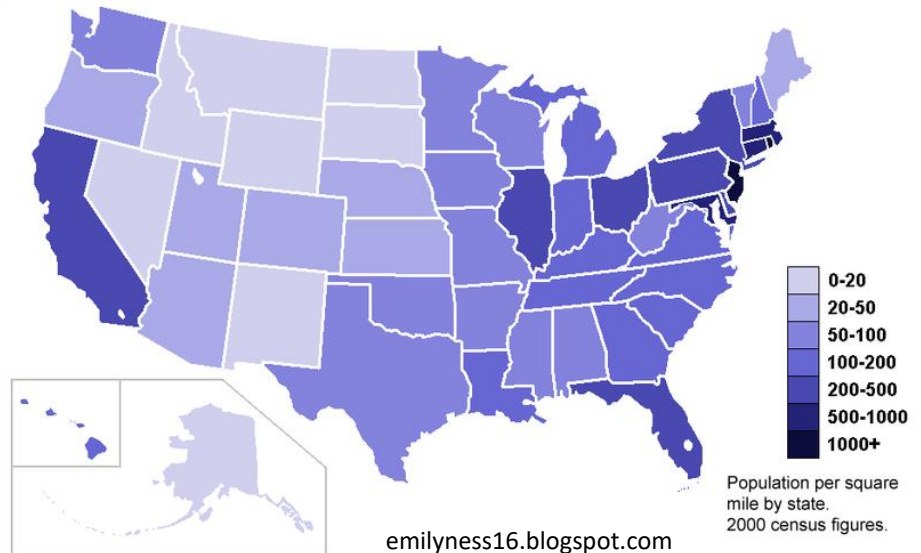 0-20
20-50
50-100
100-200
200-500
500-1000
1000+
Population per square
mile by state.
2000 census figures.
emilyness16.blogspot.com